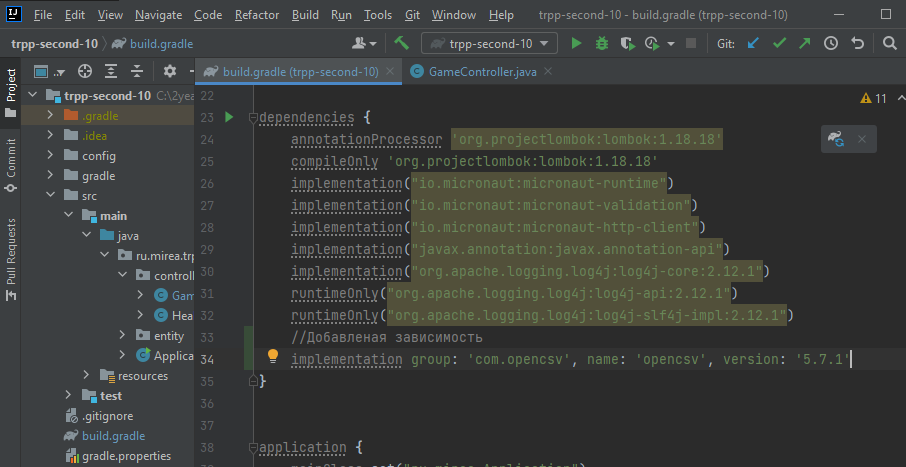 File Edit View Navigate Code Refactor Build Run Tools Git Window Help trpp-second-10 - build.gradle (trpp-second-10)
trpp-second-10 build.gradle trpp-second-10 Git:
Project
Commit
Pull Requests
trpp-second-10 C:\2yea
.gradle
.idea
config
gradle
src
main
java
ru.mirea.trp
controll
Gam
Hea
entity
Applica
resources
test
.gitignore
build.gradle
gradle.properties
build.gradle (trpp-second-10) GameController.java
11
22
23 dependencies {
24 annotationProcessor 'org.projectlombok:lombok:1.18.18'
25 compileOnly 'org.projectlombok:lombok:1.18.18'
26 implementation("io.micronaut:micronaut-runtime")
27 implementation("io.micronaut:micronaut-validation")
28 implementation("io.micronaut:micronaut-http-client")
29 implementation("javax.annotation:javax.annotation-api")
30 implementation("org.apache.logging.log4j:log4j-core:2.12.1")
31 runtimeOnly("org.apache.logging.log4j:log4j-api:2.12.1")
32 runtimeOnly("org.apache.logging.log4j:log4j-slf4j-impl:2.12.1")
33 //Добавленая зависимость
34 implementation group: 'com.opencsv', name: 'opencsv', version: '5.7.1'
35 }
36
37
38 application {